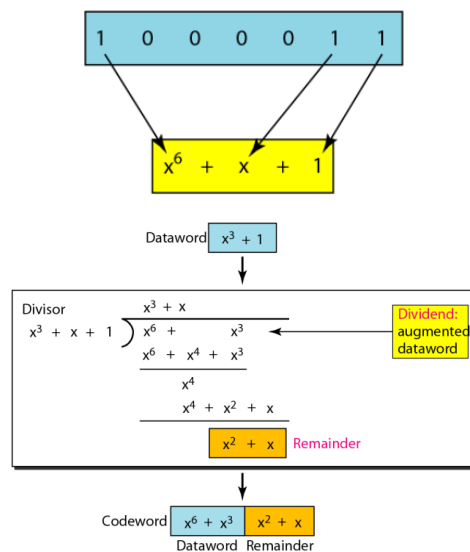 1 0 0 0 0 1 1
x⁶ + x + 1
Dataword x³ + 1
x³ + x
Divisor
x³ + x + 1 x⁶ + x³
Dividend:
augmented
dataword
x⁶ + x⁴ + x³
x⁴
x⁴ + x² + x
x² + x Remainder
Codeword x⁶ + x³ x² + x
Dataword Remainder